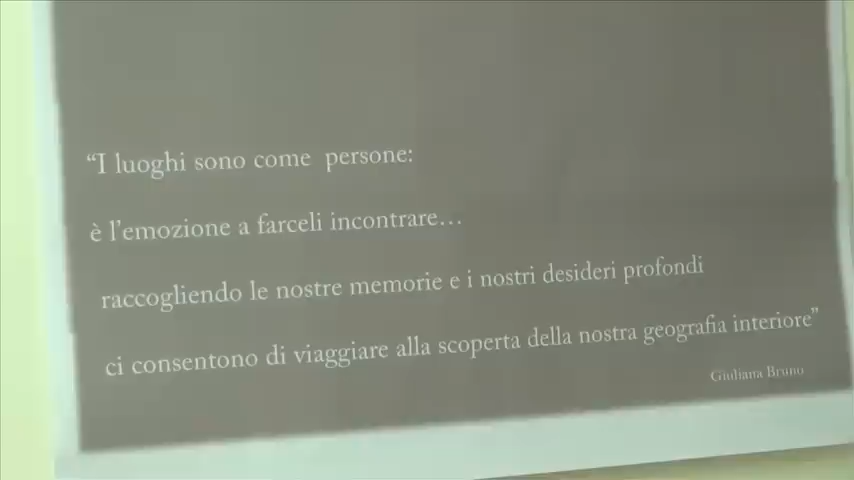 “I luoghi sono come persone:
è l’emozione a farceli incontrare…
raccogliendo le nostre memorie e i nostri desideri profondi
ci consentono di viaggiare alla scoperta della nostra geografia interiore”
Giuliana Bruno